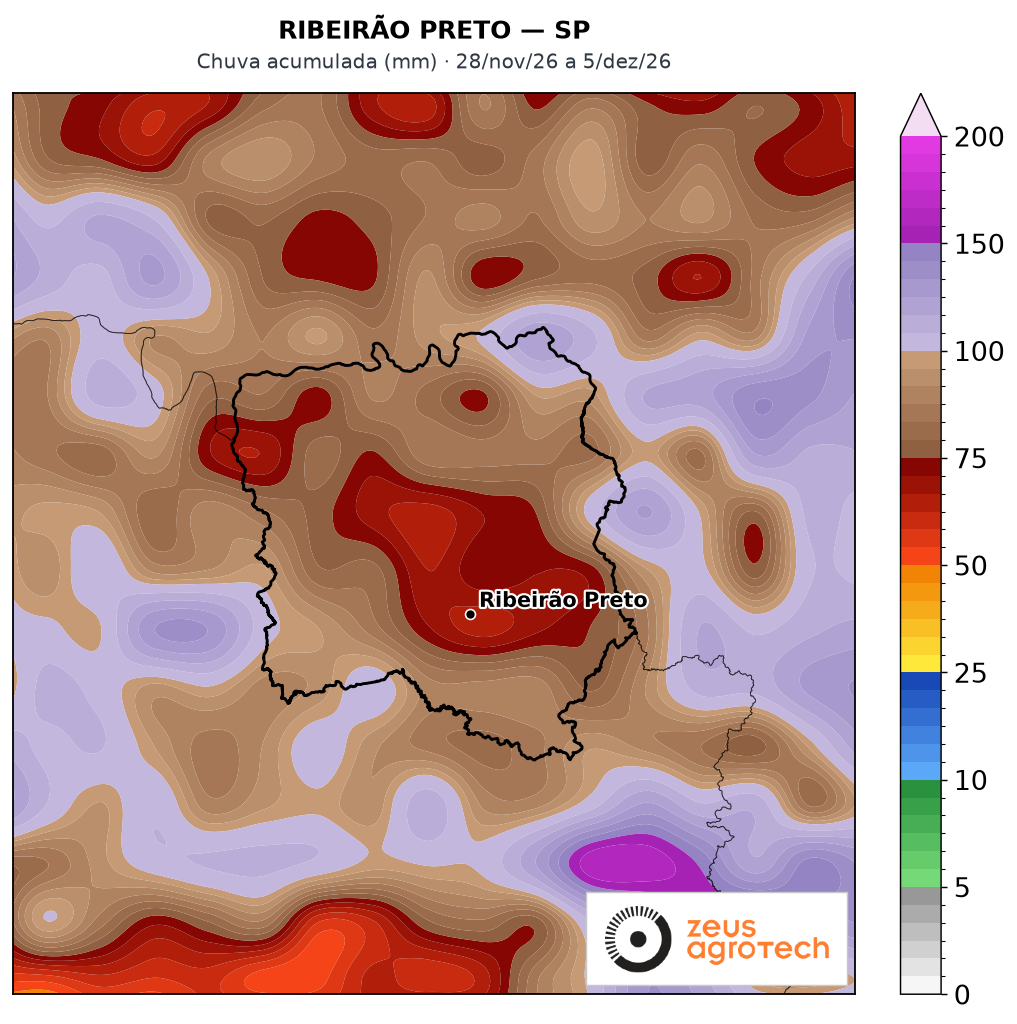 RIBEIRÃO PRETO — SP
Chuva acumulada (mm) · 28/nov/26 a 5/dez/26
200
150
100
75
50
25
10
5
0
Ribeirão Preto
zeus
agrotech